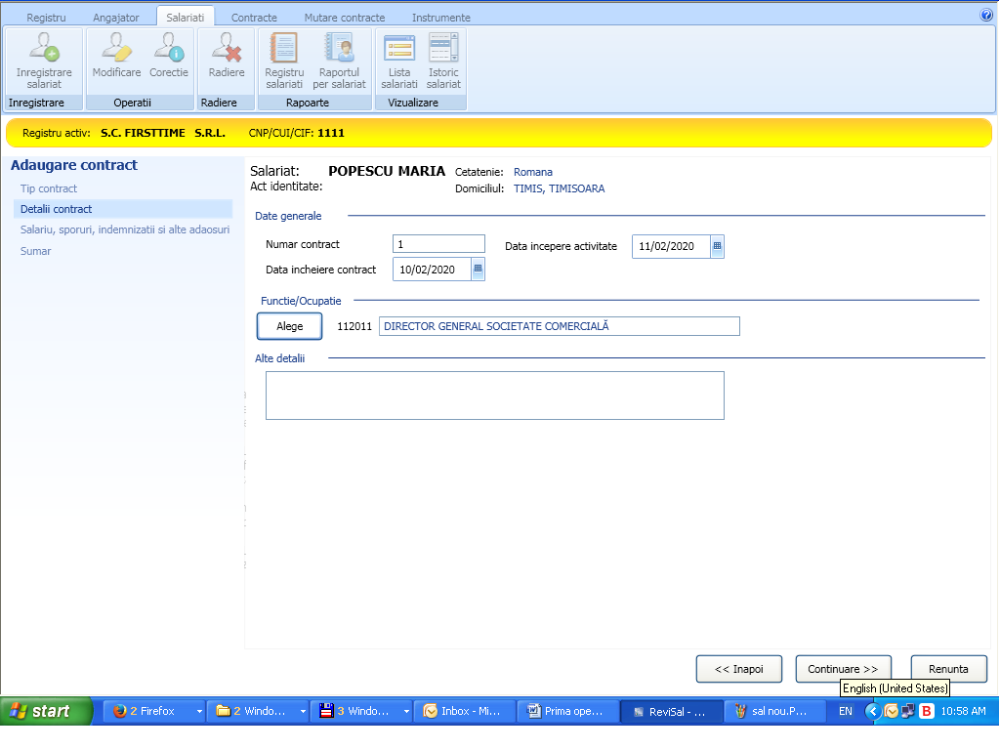 Registru Angajator Salariati Contracte Mutare contracte Instrumente
Inregistrare salariat Modificare Corectie Radiere Registru salariati Raportul per salariat Lista salariati Istoric salariat
Inregistrare Operatii Radiere Rapoarte Vizualizare
Registru activ: S.C. FIRSTTIME S.R.L. CNP/CUI/CIF: 1111
Adaugare contract
Tip contract
Detalii contract
Salariu, sporuri, indemnizatii si alte adaosuri
Sumar
Salariat: POPESCU MARIA Cetatenie: Romana
Act identitate: Domiciliul: TIMIS, TIMISOARA
Date generale
Numar contract 1 Data incepere activitate 11/02/2020
Data incheiere contract 10/02/2020
Functie/Ocupatie
Alege 112011 DIRECTOR GENERAL SOCIETATE COMERCIALĂ
Alte detalii
<< Inapoi Continuare >> Renunta
English (United States)
start 2 Firefox 2 Windo... 3 Windo... Inbox - Mi... Prima ope... ReviSal - ... sal nou.P... EN B 10:58 AM